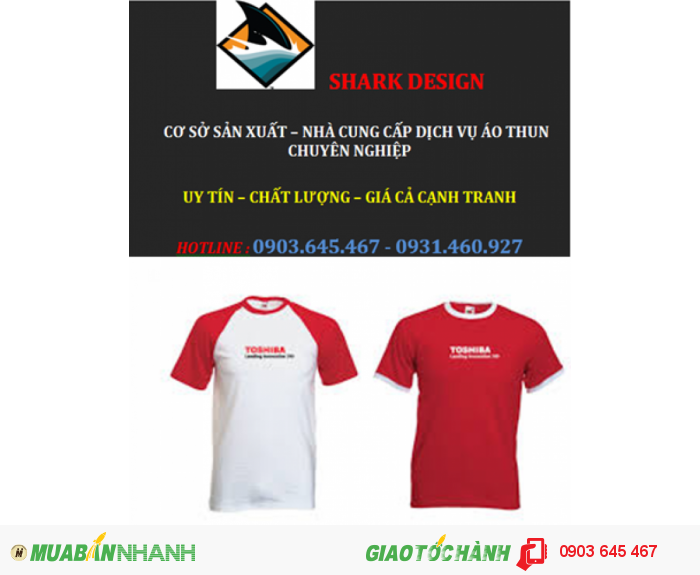 SHARK DESIGN
CƠ SỞ SẢN XUẤT – NHÀ CUNG CẤP DỊCH VỤ ÁO THUN
CHUYÊN NGHIỆP
UY TÍN – CHẤT LƯỢNG – GIÁ CẢ CẠNH TRANH
HOTLINE : 0903.645.467 - 0931.460.927
TOSHIBA
Leading Innovation >>>
TOSHIBA
Leading Innovation >>>
MUABÁNNHANH
GIAOTỐCHÀNH
0903 645 467